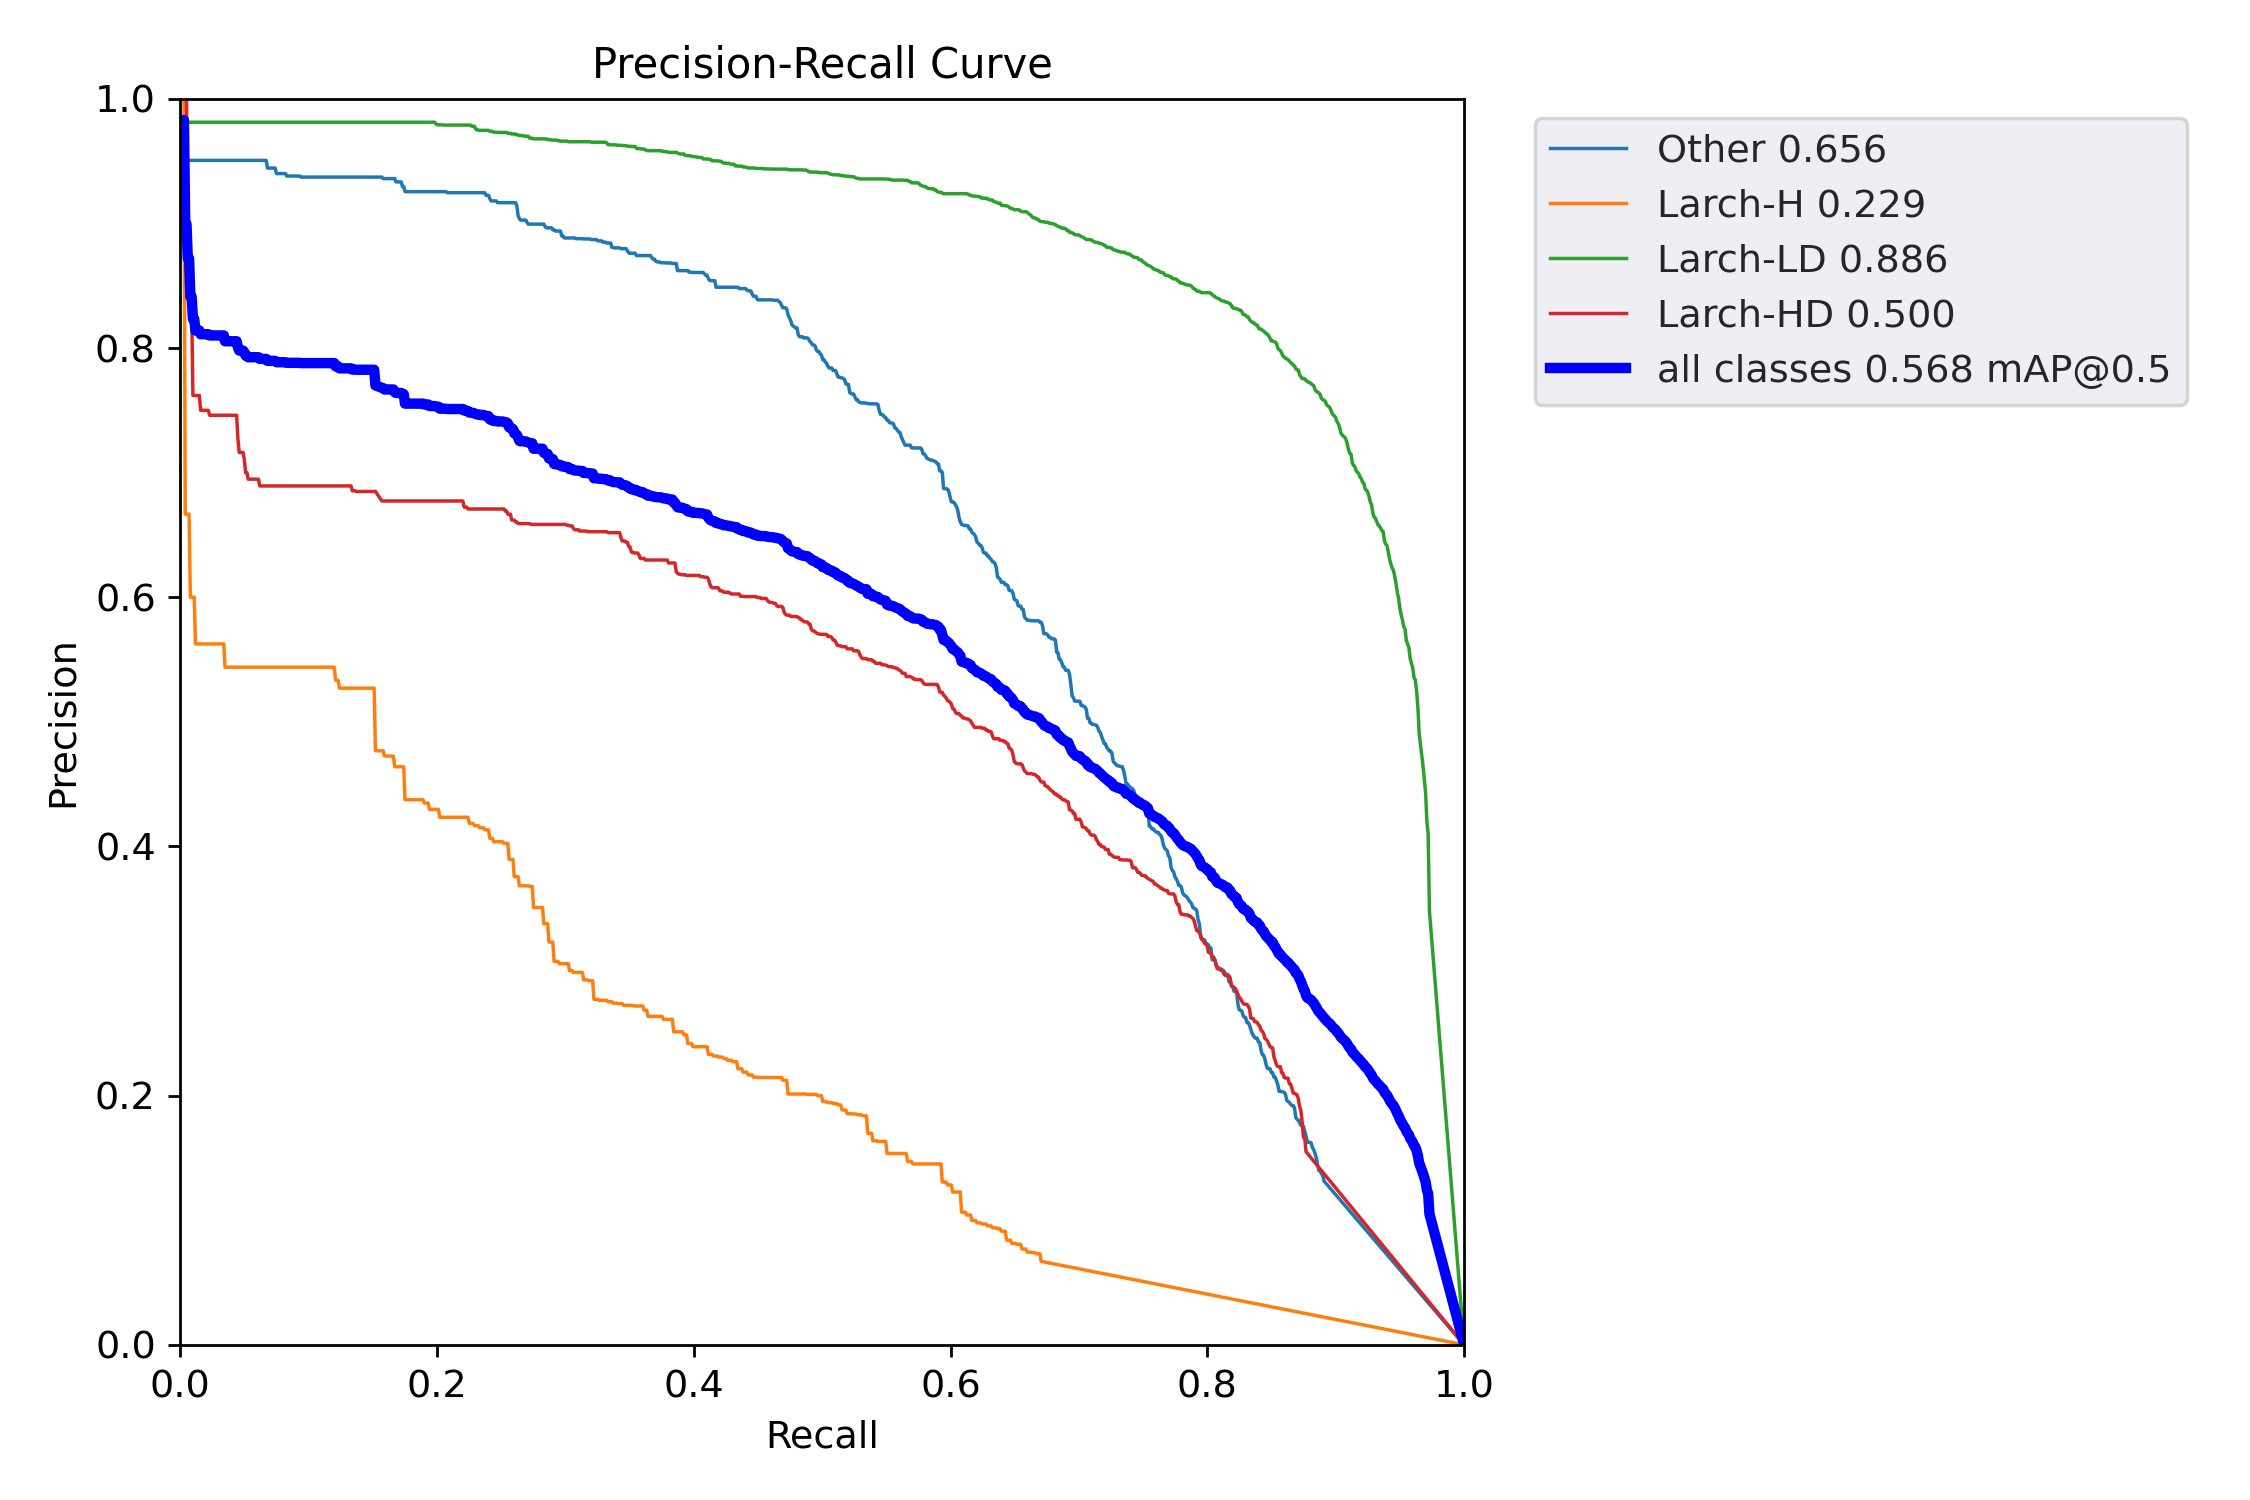 Precision-Recall Curve
1.0
0.8
0.6
0.4
0.2
0.0
Precision
0.0 0.2 0.4 0.6 0.8 1.0
Recall
Other 0.656
Larch-H 0.229
Larch-LD 0.886
Larch-HD 0.500
all classes 0.568 mAP@0.5